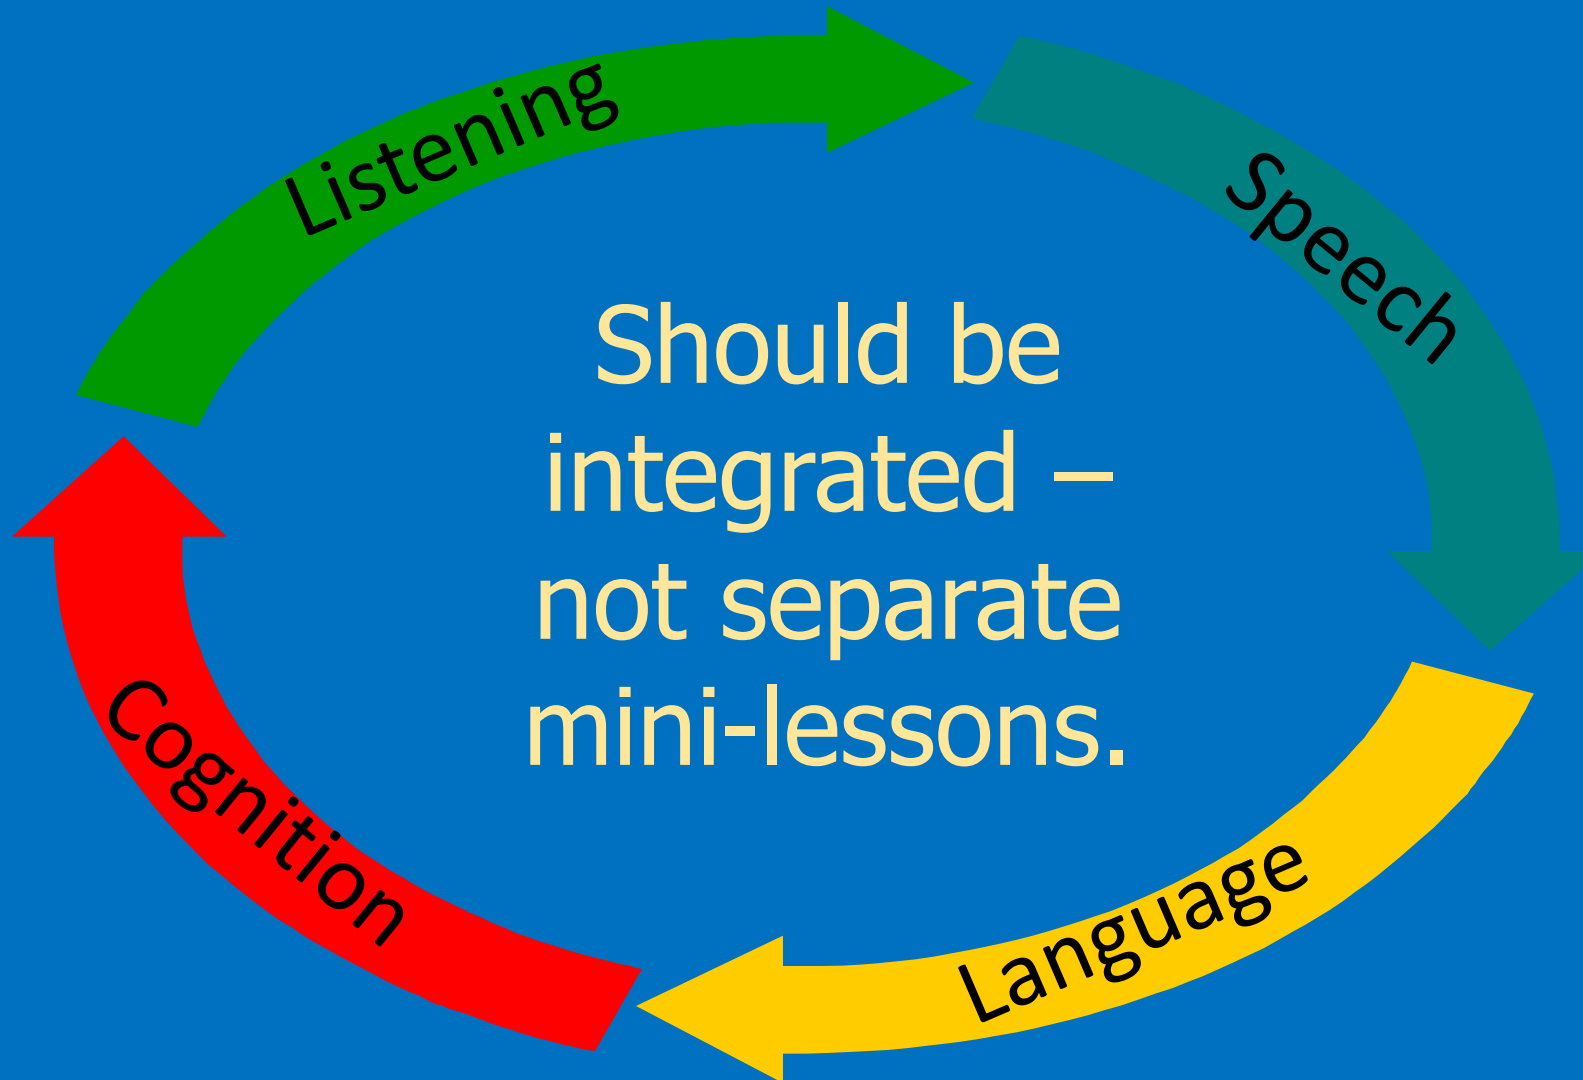 Listening
Speech
Should be
integrated –
not separate
mini-lessons.
Cognition
Language